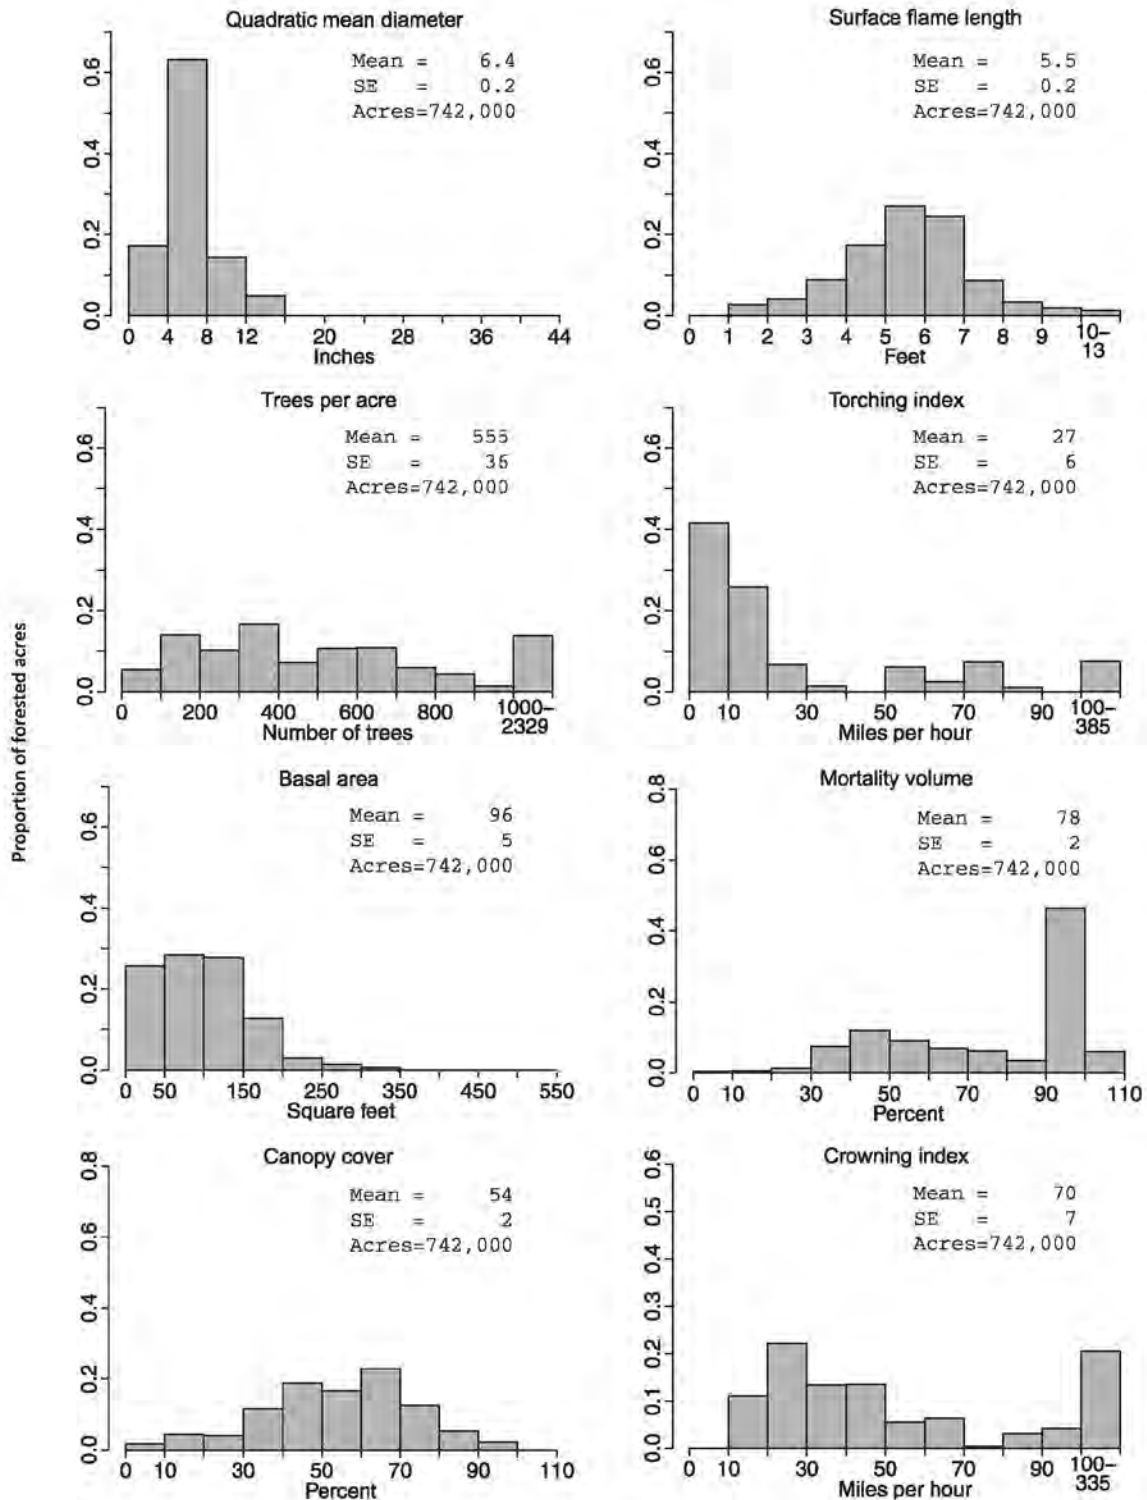 Proportion of forested acres
Quadratic mean diameter
Mean = 6.4
SE = 0.2
Acres=742,000
0.0 0.2 0.4 0.6
0 4 8 12 20 28 36 44
Inches
Surface flame length
Mean = 5.5
SE = 0.2
Acres=742,000
0.0 0.2 0.4 0.6
0 1 2 3 4 5 6 7 8 9 10–
13
Feet
Trees per acre
Mean = 555
SE = 35
Acres=742,000
0.0 0.2 0.4 0.6
0 200 400 600 800 1000–
2329
Number of trees
Torching index
Mean = 27
SE = 6
Acres=742,000
0.0 0.2 0.4 0.6
0 10 30 50 70 90 100–
385
Miles per hour
Basal area
Mean = 96
SE = 5
Acres=742,000
0.0 0.2 0.4 0.6
0 50 150 250 350 450 550
Square feet
Mortality volume
Mean = 78
SE = 2
Acres=742,000
0.0 0.2 0.4 0.6 0.8
0 10 30 50 70 90 110
Percent
Canopy cover
Mean = 54
SE = 2
Acres=742,000
0.0 0.2 0.4 0.6 0.8
0 10 30 50 70 90 110
Percent
Crowning index
Mean = 70
SE = 7
Acres=742,000
0.0 0.1 0.2 0.3 0.4 0.5 0.6
0 10 30 50 70 90 100–
335
Miles per hour